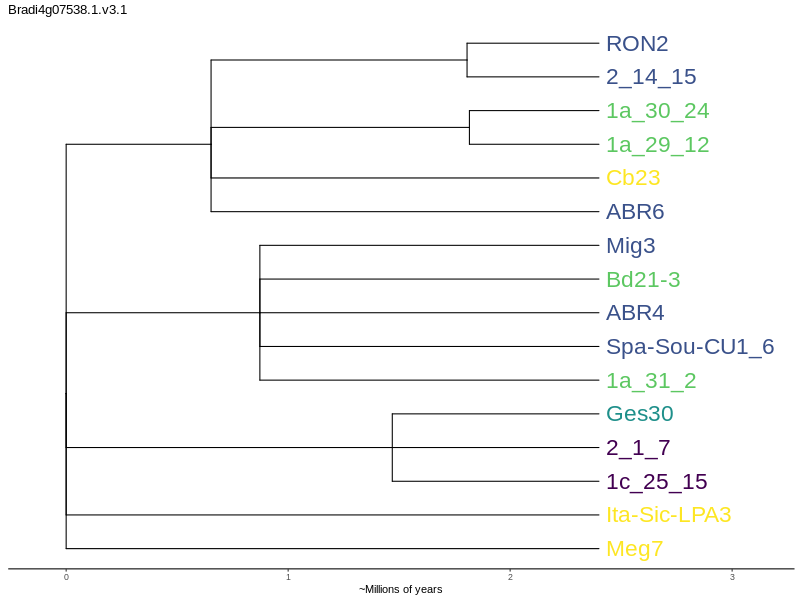 Bradi4g07538.1.v3.1
RON2
2_14_15
1a_30_24
1a_29_12
Cb23
ABR6
Mig3
Bd21-3
ABR4
Spa-Sou-CU1_6
1a_31_2
Ges30
2_1_7
1c_25_15
Ita-Sic-LPA3
Meg7
0 1 2 3
~Millions of years